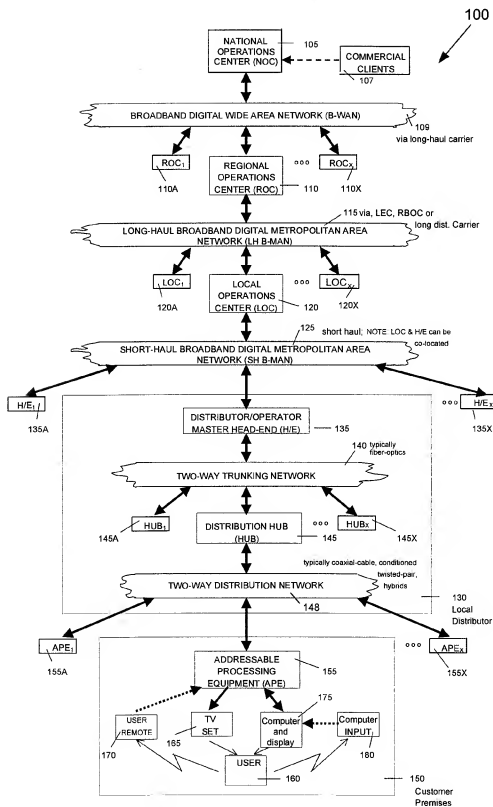 100
NATIONAL
OPERATIONS
CENTER (NOC)
105
COMMERCIAL
CLIENTS
107
BROADBAND DIGITAL WIDE AREA NETWORK (B-WAN)
109
via long-haul carrier
ROC1
110A
REGIONAL
OPERATIONS
CENTER (ROC)
110
ooo
ROCX
110X
115 via, LEC, RBOC or
long dist. Carrier
LONG-HAUL BROADBAND DIGITAL METROPOLITAN AREA
NETWORK (LH B-MAN)
LOC1
120A
LOCAL
OPERATIONS
CENTER (LOC)
120
ooo
LOCX
120X
125
short haul; NOTE: LOC & H/E can be
co-located
SHORT-HAUL BROADBAND DIGITAL METROPOLITAN AREA
NETWORK (SH B-MAN)
H/E1
135A
ooo
H/EX
135X
DISTRIBUTOR/OPERATOR
MASTER HEAD-END (H/E)
135
140 typically
fiber-optics
TWO-WAY TRUNKING NETWORK
145A
HUB1
DISTRIBUTION HUB
(HUB)
145
ooo
HUBX
145X
typically coaxial-cable, conditioned
twisted-pair,
hybrids
TWO-WAY DISTRIBUTION NETWORK
148
130
Local
Distributor
APE1
155A
ooo
APEX
155X
ADDRESSABLE
PROCESSING
EQUIPMENT (APE)
155
175
USER
REMOTE
170
TV
SET
165
Computer
and
display
Computer
INPUT
180
USER
160
150
Customer
Premises